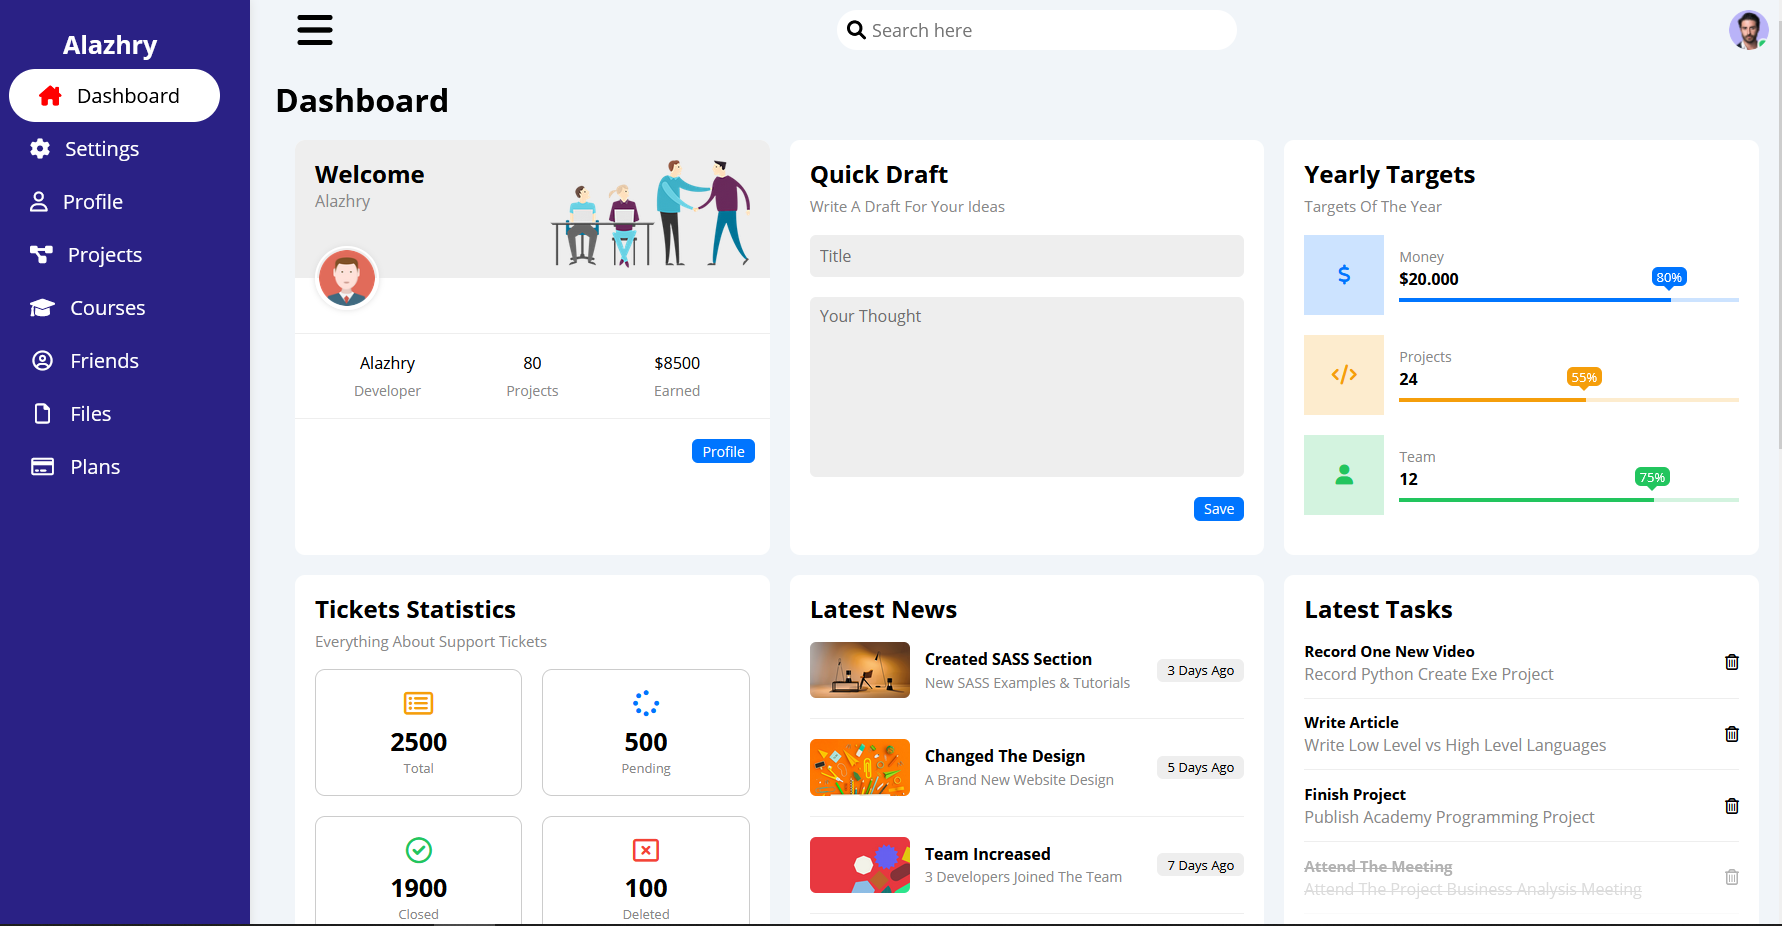 Alazhry
Dashboard
Settings
Profile
Projects
Courses
Friends
Files
Plans
Search here
Dashboard
Welcome
Alazhry
Alazhry
Developer
80
Projects
$8500
Earned
Profile
Quick Draft
Write A Draft For Your Ideas
Title
Your Thought
Save
Yearly Targets
Targets Of The Year
Money
$20.000
80%
Projects
24
55%
Team
12
75%
Tickets Statistics
Everything About Support Tickets
2500
Total
500
Pending
1900
Closed
100
Deleted
Latest News
Created SASS Section
New SASS Examples & Tutorials
3 Days Ago
Changed The Design
A Brand New Website Design
5 Days Ago
Team Increased
3 Developers Joined The Team
7 Days Ago
Latest Tasks
Record One New Video
Record Python Create Exe Project
Write Article
Write Low Level vs High Level Languages
Finish Project
Publish Academy Programming Project
Attend The Meeting
Attend The Project Business Analysis Meeting